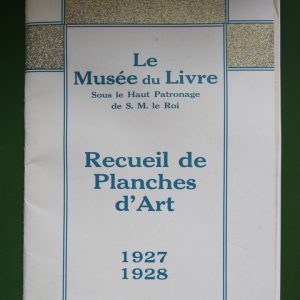 Le
Musée du Livre
Sous le Haut Patronage
de S. M. le Roi
Recueil de
Planches
d'Art
1927
1928